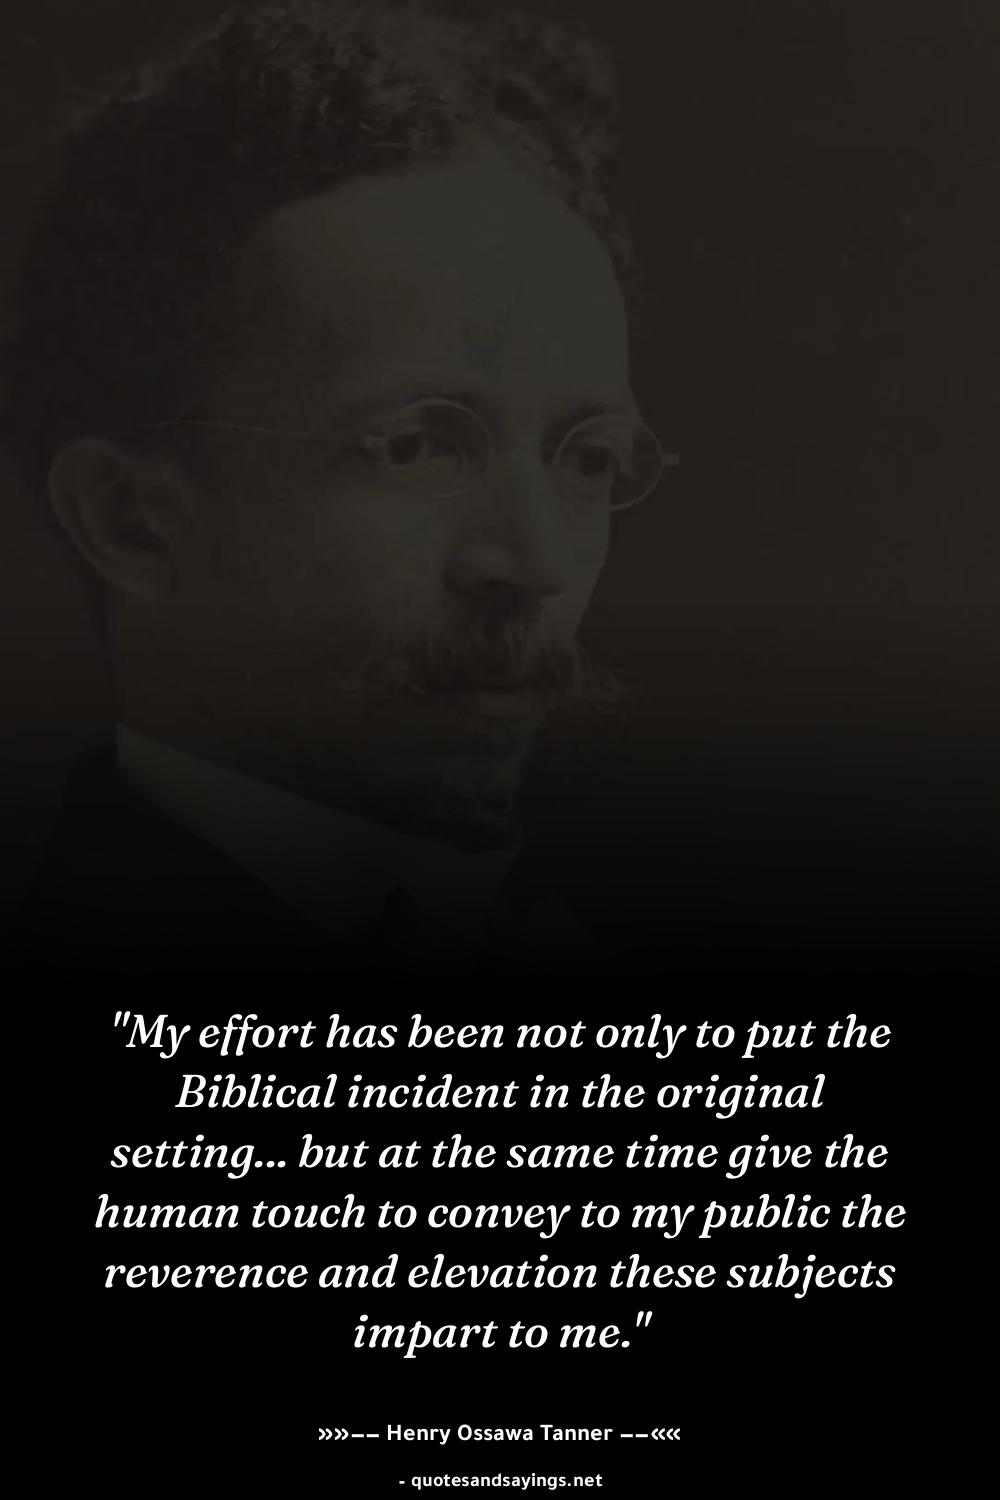 "My effort has been not only to put the
Biblical incident in the original
setting... but at the same time give the
human touch to convey to my public the
reverence and elevation these subjects
impart to me."
»»–– Henry Ossawa Tanner ––««
- quotesandsayings.net